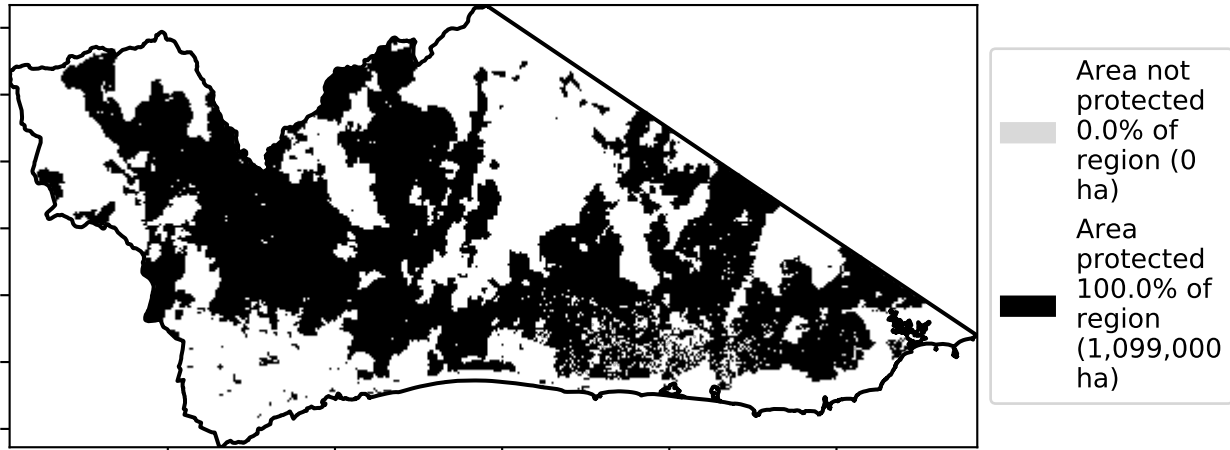 Area not
protected
0.0% of
region (0
ha)
Area
protected
100.0% of
region
(1,099,000
ha)